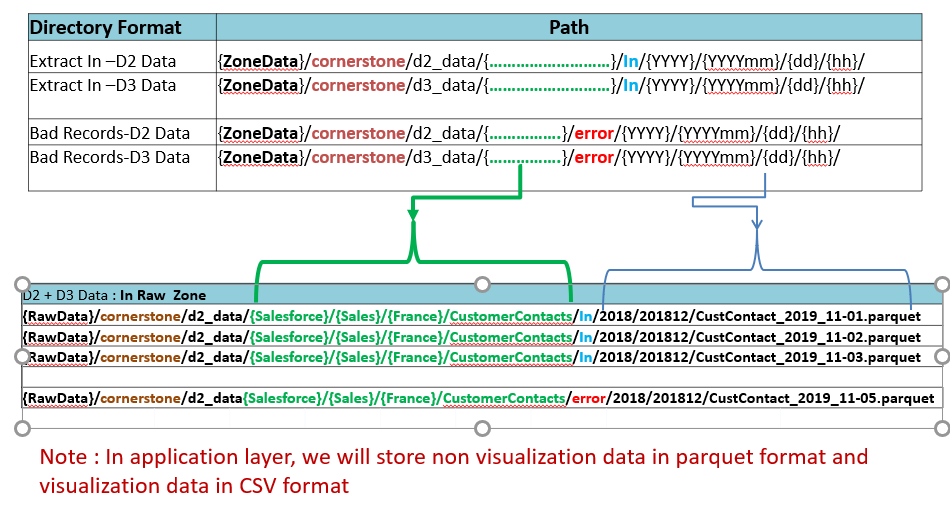 Directory Format Path
Extract In –D2 Data {ZoneData}/cornerstone/d2_data/{............................}/In/{YYYY}/{YYYYmm}/{dd}/{hh}/
Extract In –D3 Data {ZoneData}/cornerstone/d3_data/{............................}/In/{YYYY}/{YYYYmm}/{dd}/{hh}/
Bad Records-D2 Data {ZoneData}/cornerstone/d2_data/{.................}/error/{YYYY}/{YYYYmm}/{dd}/{hh}/
Bad Records-D3 Data {ZoneData}/cornerstone/d3_data/{.................}/error/{YYYY}/{YYYYmm}/{dd}/{hh}/
D2 + D3 Data : In Raw Zone
{RawData}/cornerstone/d2_data/{Salesforce}/{Sales}/{France}/CustomerContacts/In/2018/201812/CustContact_2019_11-01.parquet
{RawData}/cornerstone/d2_data/{Salesforce}/{Sales}/{France}/CustomerContacts/In/2018/201812/CustContact_2019_11-02.parquet
{RawData}/cornerstone/d2_data/{Salesforce}/{Sales}/{France}/CustomerContacts/In/2018/201812/CustContact_2019_11-03.parquet
{RawData}/cornerstone/d2_data{Salesforce}/{Sales}/{France}/CustomerContacts/error/2018/201812/CustContact_2019_11-05.parquet
Note : In application layer, we will store non visualization data in parquet format and
visualization data in CSV format